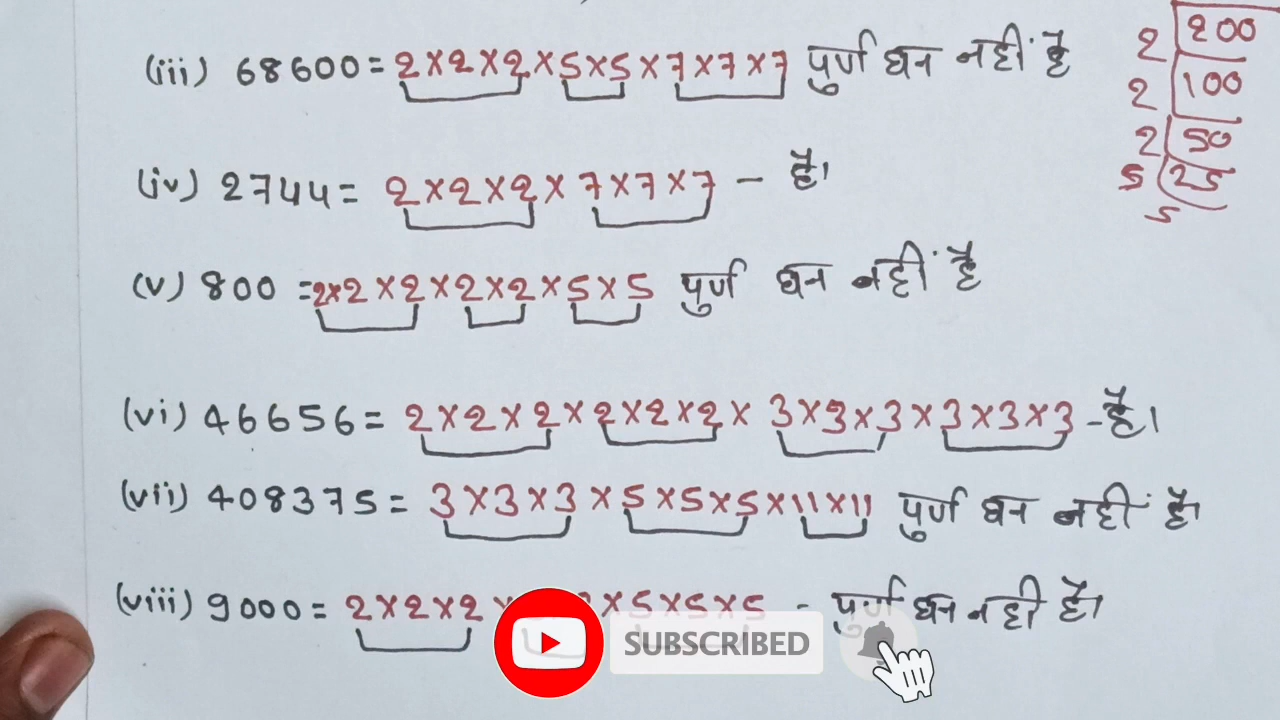 (iii) 68600=2×2×2×5×5×7×7×7 पुर्ण घन नहीं है
(iv) 2744= 2×2×2×7×7×7 – है।
(v) 800 =2×2×2×2×2×5×5 पुर्ण घन नहीं है
(vi) 46656= 2×2×2×2×2×2× 3×3×3×3×3×3 -है।
(vii) 408375= 3×3×3×5×5×5×11×11 पुर्ण घन नहीं है।
(viii) 9000= 2×2×2× ×5×5×5 - पुर्ण घन नही है।
SUBSCRIBED
2 200
2 100
2 50
5 25
5